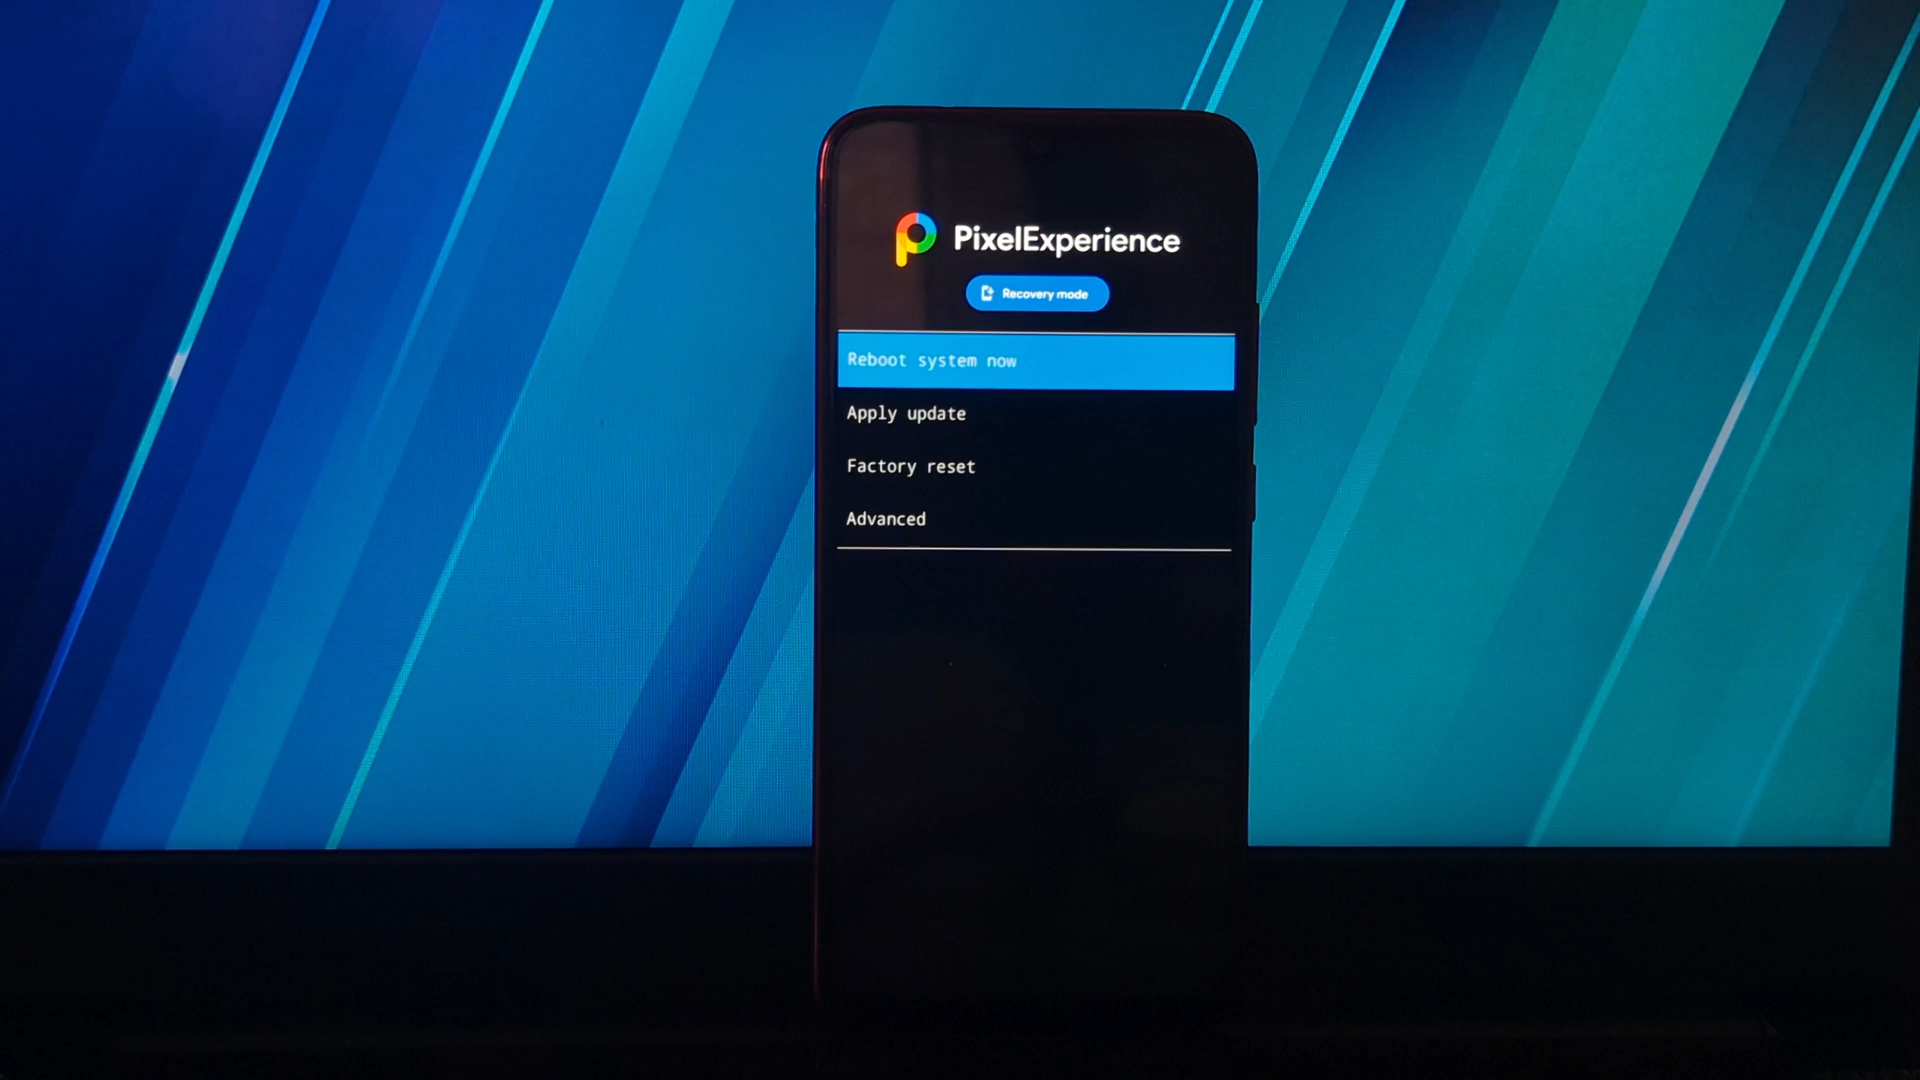 PixelExperience
Recovery mode
Reboot system now
Apply update
Factory reset
Advanced